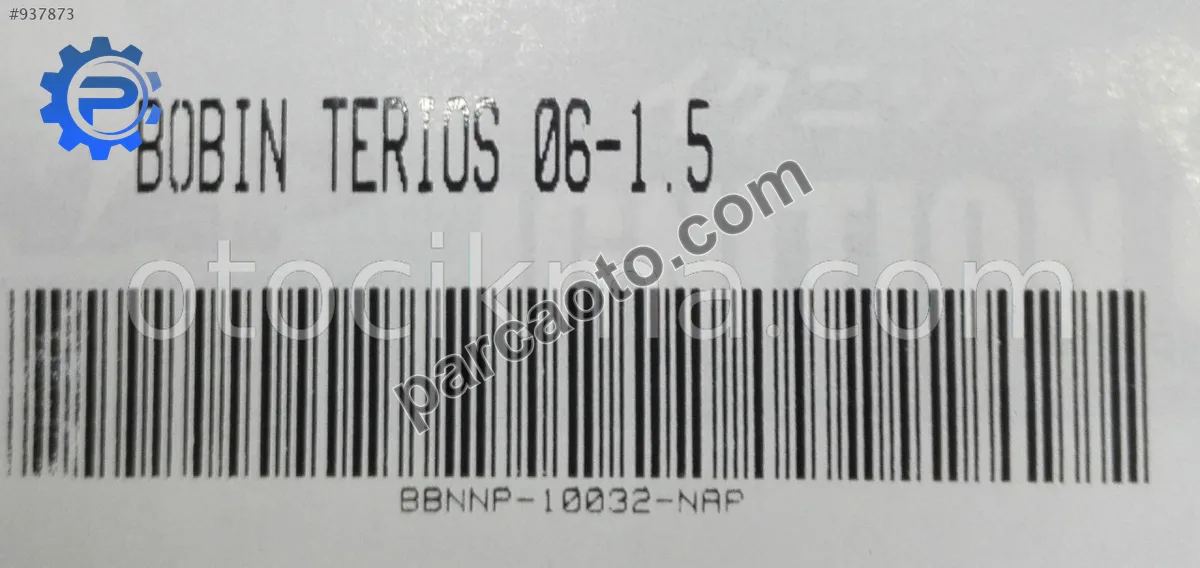 #937873
BOBIN TERIOS 06-1.5
otocikma.com
parcaoto.com
BBNNP-10032-NAP